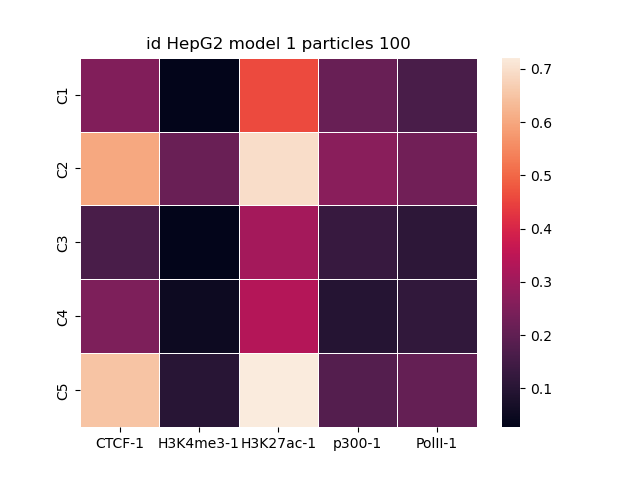 id HepG2 model 1 particles 100
C1
C2
C3
C4
C5
CTCF-1 H3K4me3-1 H3K27ac-1 p300-1 PolII-1
0.7
0.6
0.5
0.4
0.3
0.2
0.1